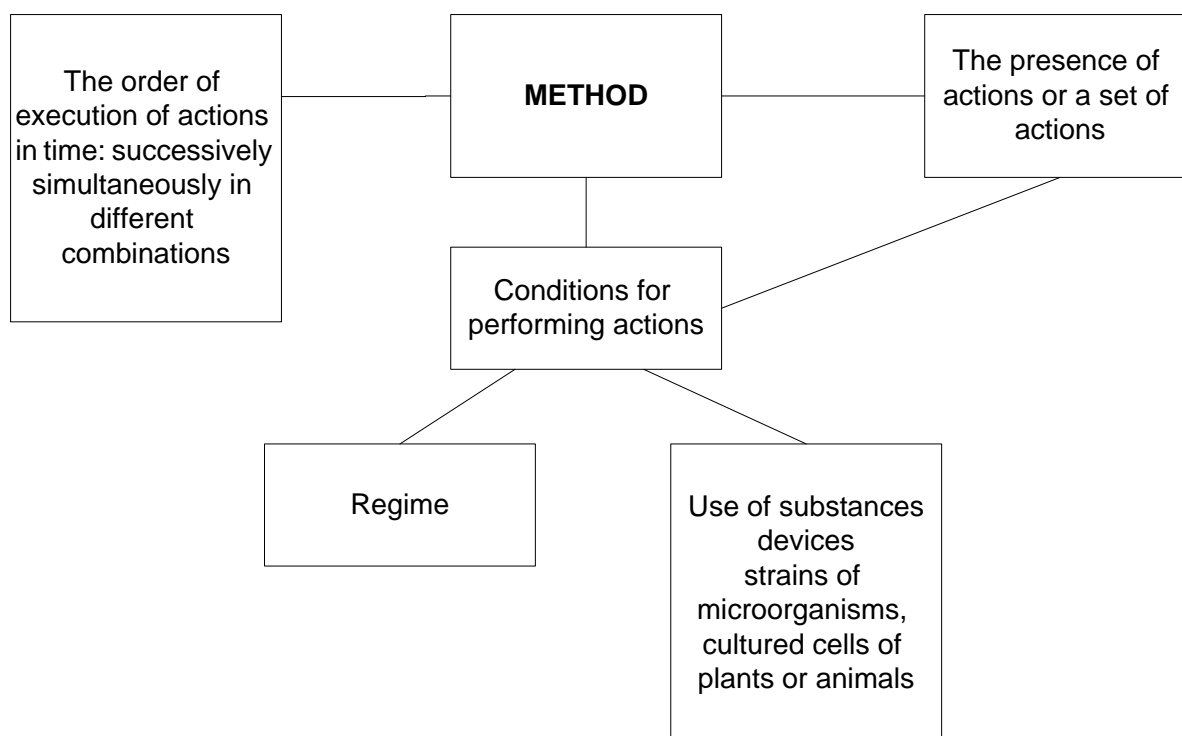 The order of
execution of actions
in time: successively
simultaneously in
different
combinations
METHOD
The presence of
actions or a set of
actions
Conditions for
performing actions
Regime
Use of substances
devices
strains of
microorganisms,
cultured cells of
plants or animals